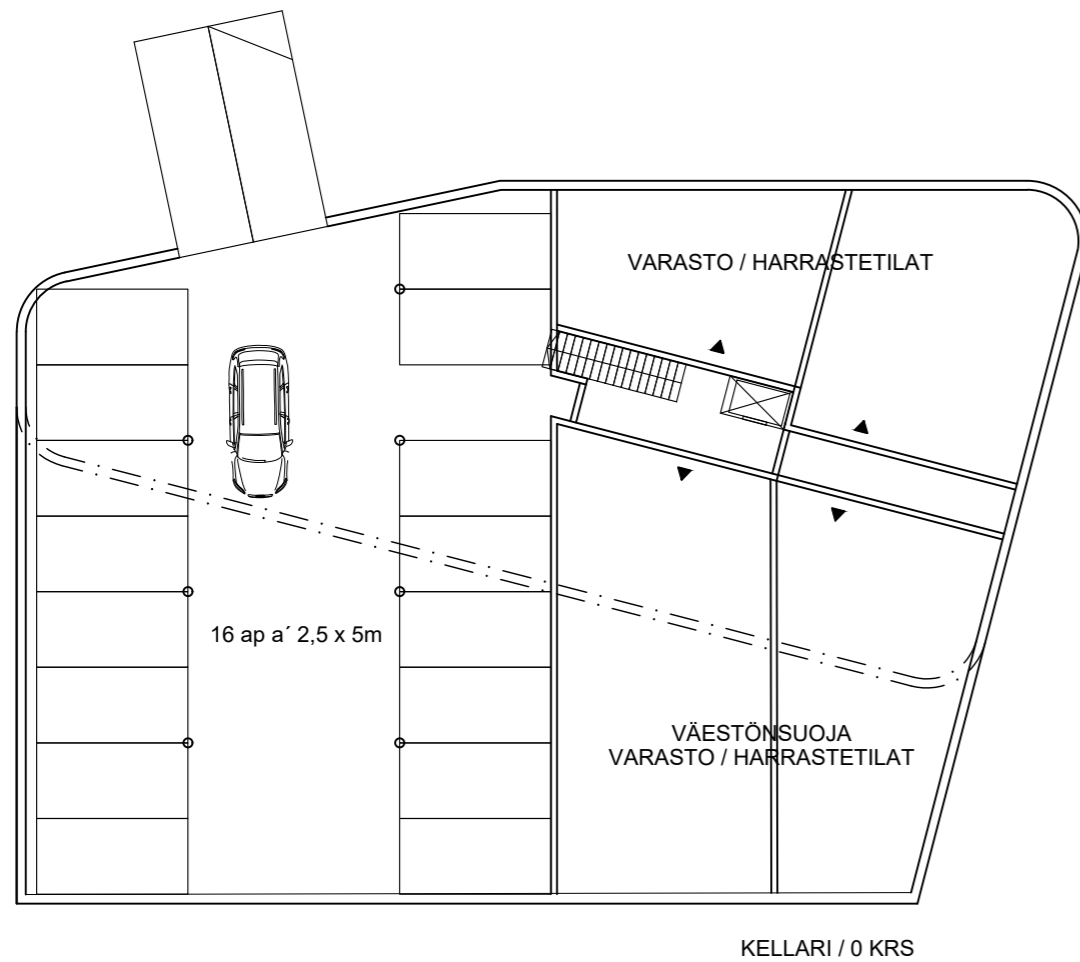 VARASTO / HARRASTETILAT
16 ap a´ 2,5 x 5m
VÄESTÖNSUOJA
VARASTO / HARRASTETILAT
KELLARI / 0 KRS